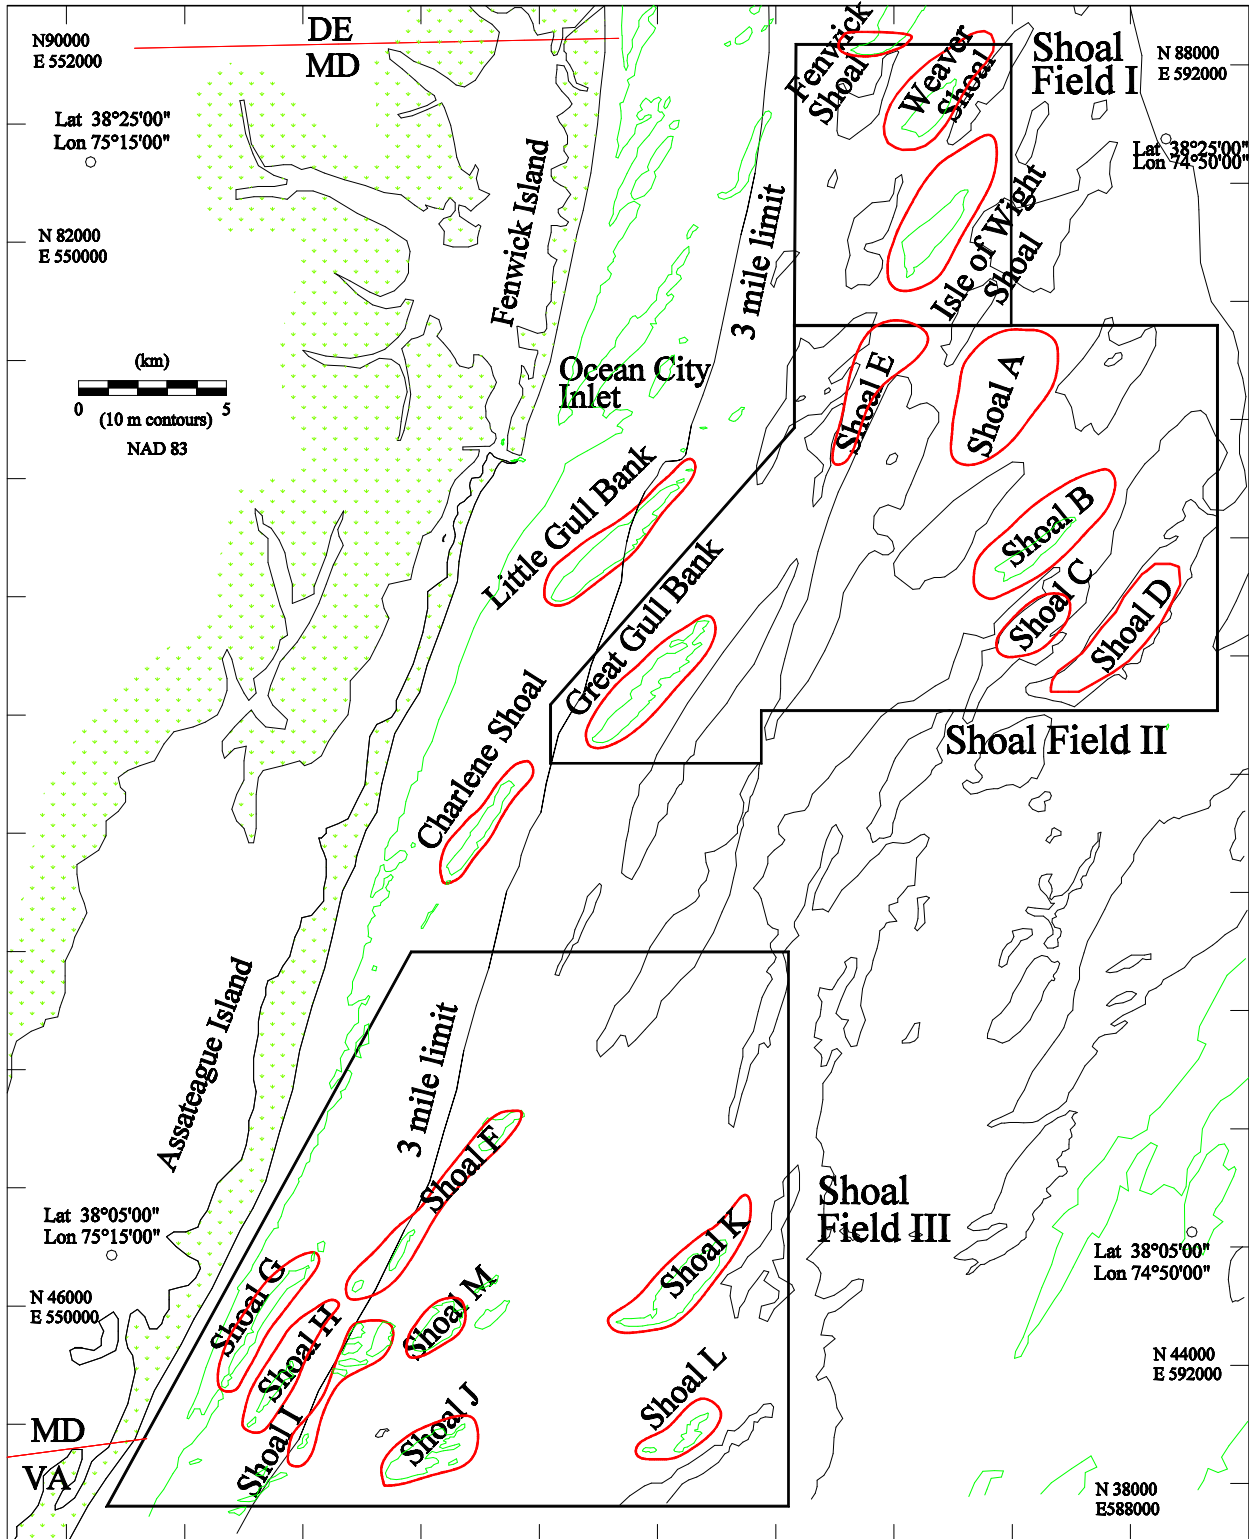 DE
MD
N90000
E 552000
Lat 38°25'00"
Lon 75°15'00"
N 82000
E 550000
Fenwick Island
3 mile limit
Fenwick
Shoal
Weaver
Shoal
Shoal
Field I
N 88000
E 592000
Lat 38°25'00"
Lon 74°50'00"
Isle of Wight
Shoal
(km)
0 5
(10 m contours)
NAD 83
Ocean City
Inlet
Shoal E
Shoal A
Little Gull Bank
Shoal B
Shoal C
Shoal D
Great Gull Bank
Charlene Shoal
Shoal Field II
Assateague Island
3 mile limit
Shoal F
Shoal
Field III
Lat 38°05'00"
Lon 75°15'00"
Lat 38°05'00"
Lon 74°50'00"
N 46000
E 550000
Shoal G
Shoal H
Shoal M
Shoal K
N 44000
E 592000
Shoal I
Shoal J
Shoal L
MD
VA
N 38000
E588000